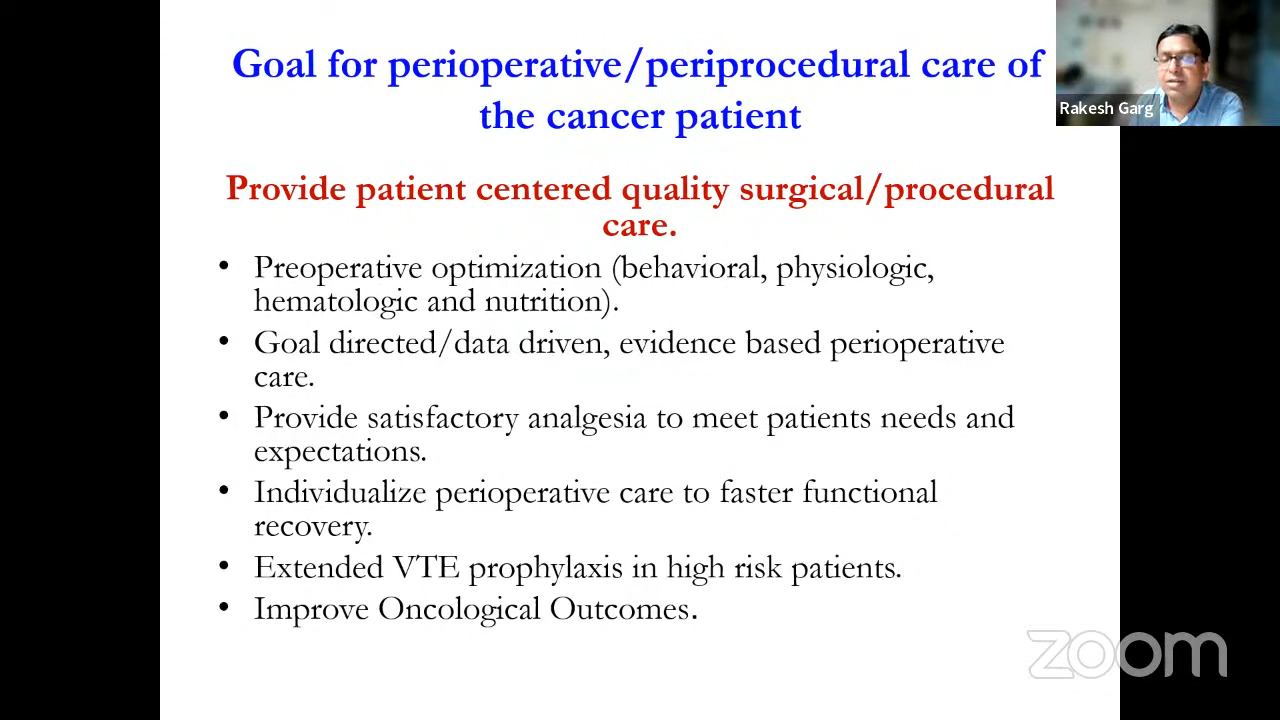 Goal for perioperative/periprocedural care of
the cancer patient
Rakesh Garg
Provide patient centered quality surgical/procedural
care.
• Preoperative optimization (behavioral, physiologic,
hematologic and nutrition).
• Goal directed/data driven, evidence based perioperative
care.
• Provide satisfactory analgesia to meet patients needs and
expectations.
• Individualize perioperative care to faster functional
recovery.
• Extended VTE prophylaxis in high risk patients.
• Improve Oncological Outcomes.
zoom